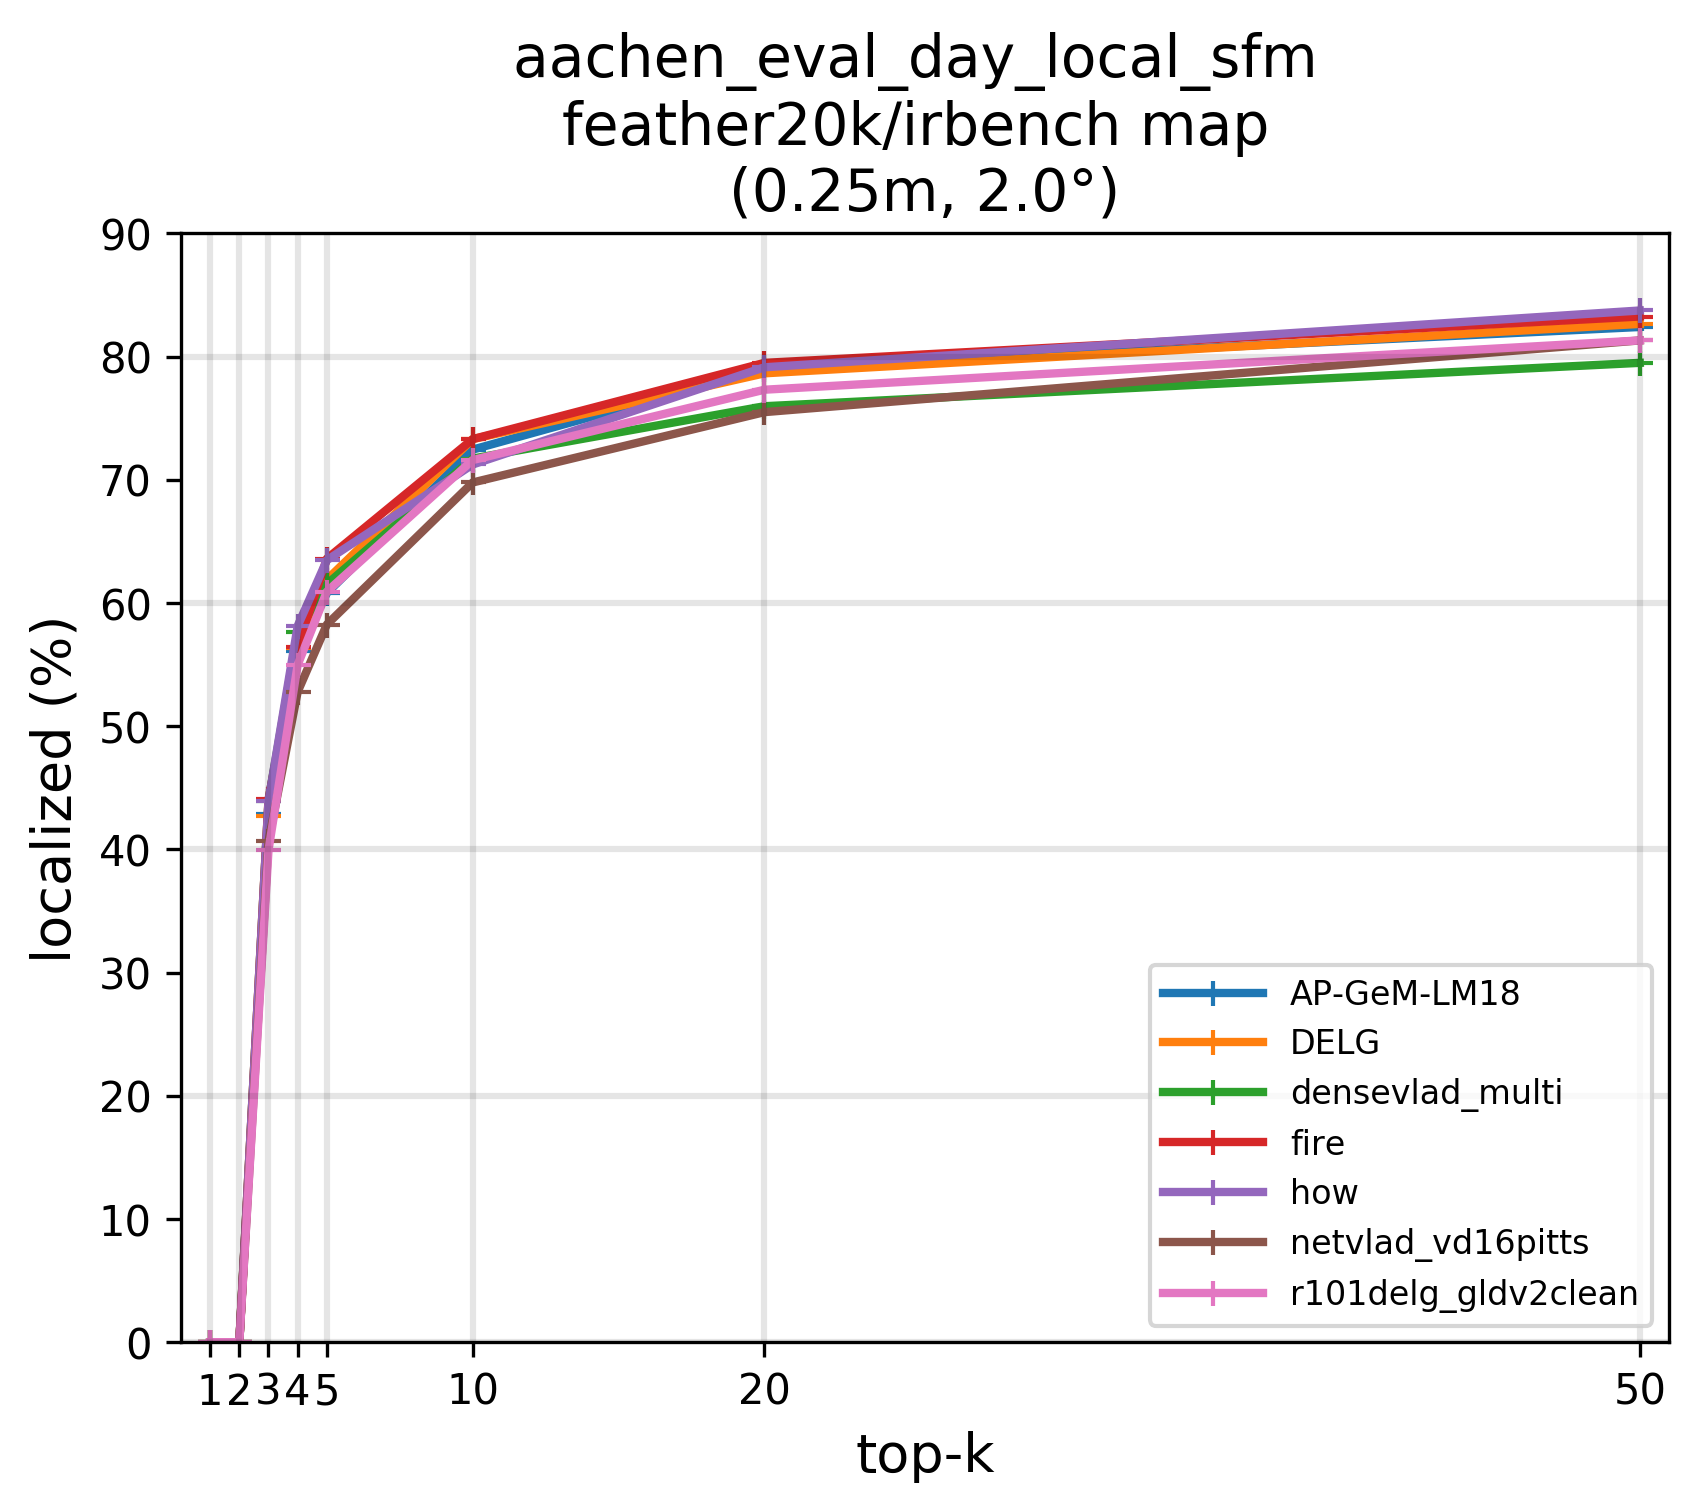 aachen_eval_day_local_sfm
feather20k/irbench map
(0.25m, 2.0°)
90
80
70
60
50
40
30
20
10
0
localized (%)
AP-GeM-LM18
DELG
densevlad_multi
fire
how
netvlad_vd16pitts
r101delg_gldv2clean
1 2 3 4 5 10 20 50
top-k